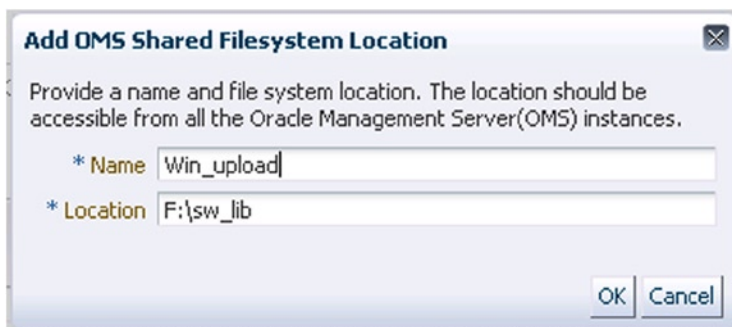 Add OMS Shared Filesystem Location
Provide a name and file system location. The location should be
accessible from all the Oracle Management Server(OMS) instances.
* Name Win_upload
* Location F:\sw_lib
OK Cancel